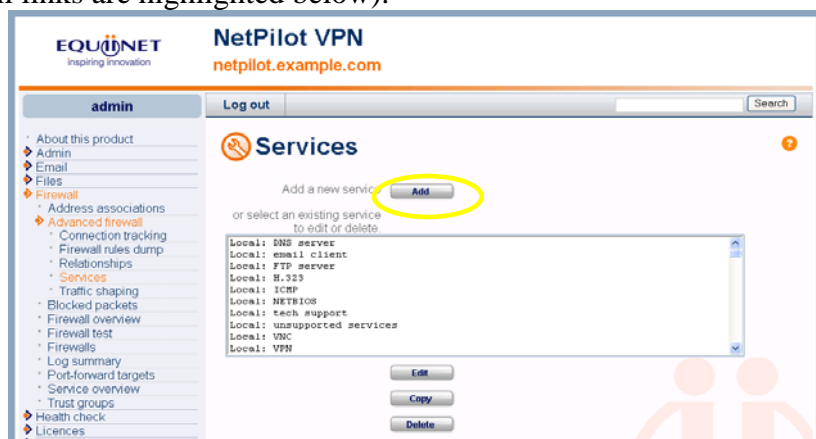 links are highlighted below).
EQUIINET
inspiring innovation
NetPilot VPN
netpilot.example.com
admin
Log out
Search
About this product
Admin
Email
Files
Firewall
Address associations
Advanced firewall
Connection tracking
Firewall rules dump
Relationships
Services
Traffic shaping
Blocked packets
Firewall overview
Firewall test
Firewalls
Log summary
Port-forward targets
Service overview
Trust groups
Health check
Licences
Services
?
Add a new service Add
or select an existing service
to edit or delete.
Local: DNS server
Local: email client
Local: FTP server
Local: H.323
Local: ICMP
Local: NETBIOS
Local: tech support
Local: unsupported services
Local: VNC
Local: VPN
Edit
Copy
Delete